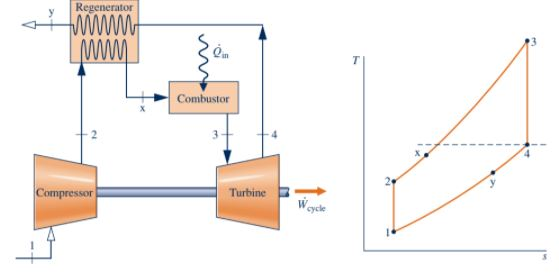 Regenerator
y
Q̇in
Combustor
x
2
3
4
Compressor
Turbine
Ẇcycle
1
T
3
x
4
2
y
1
s